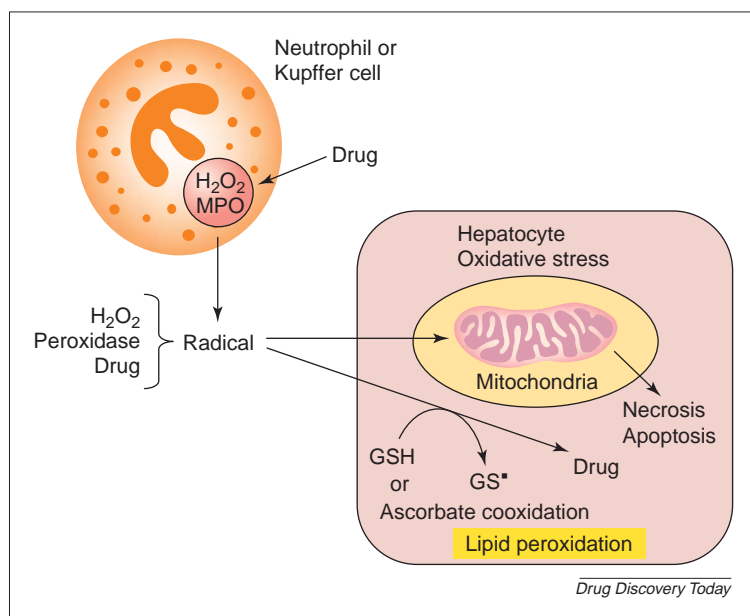 Neutrophil or
Kupffer cell
Drug
H₂O₂
MPO
Hepatocyte
Oxidative stress
H₂O₂
Peroxidase
Drug
Radical
Mitochondria
Necrosis
Apoptosis
GSH
or
GS▪
Drug
Ascorbate cooxidation
Lipid peroxidation
Drug Discovery Today